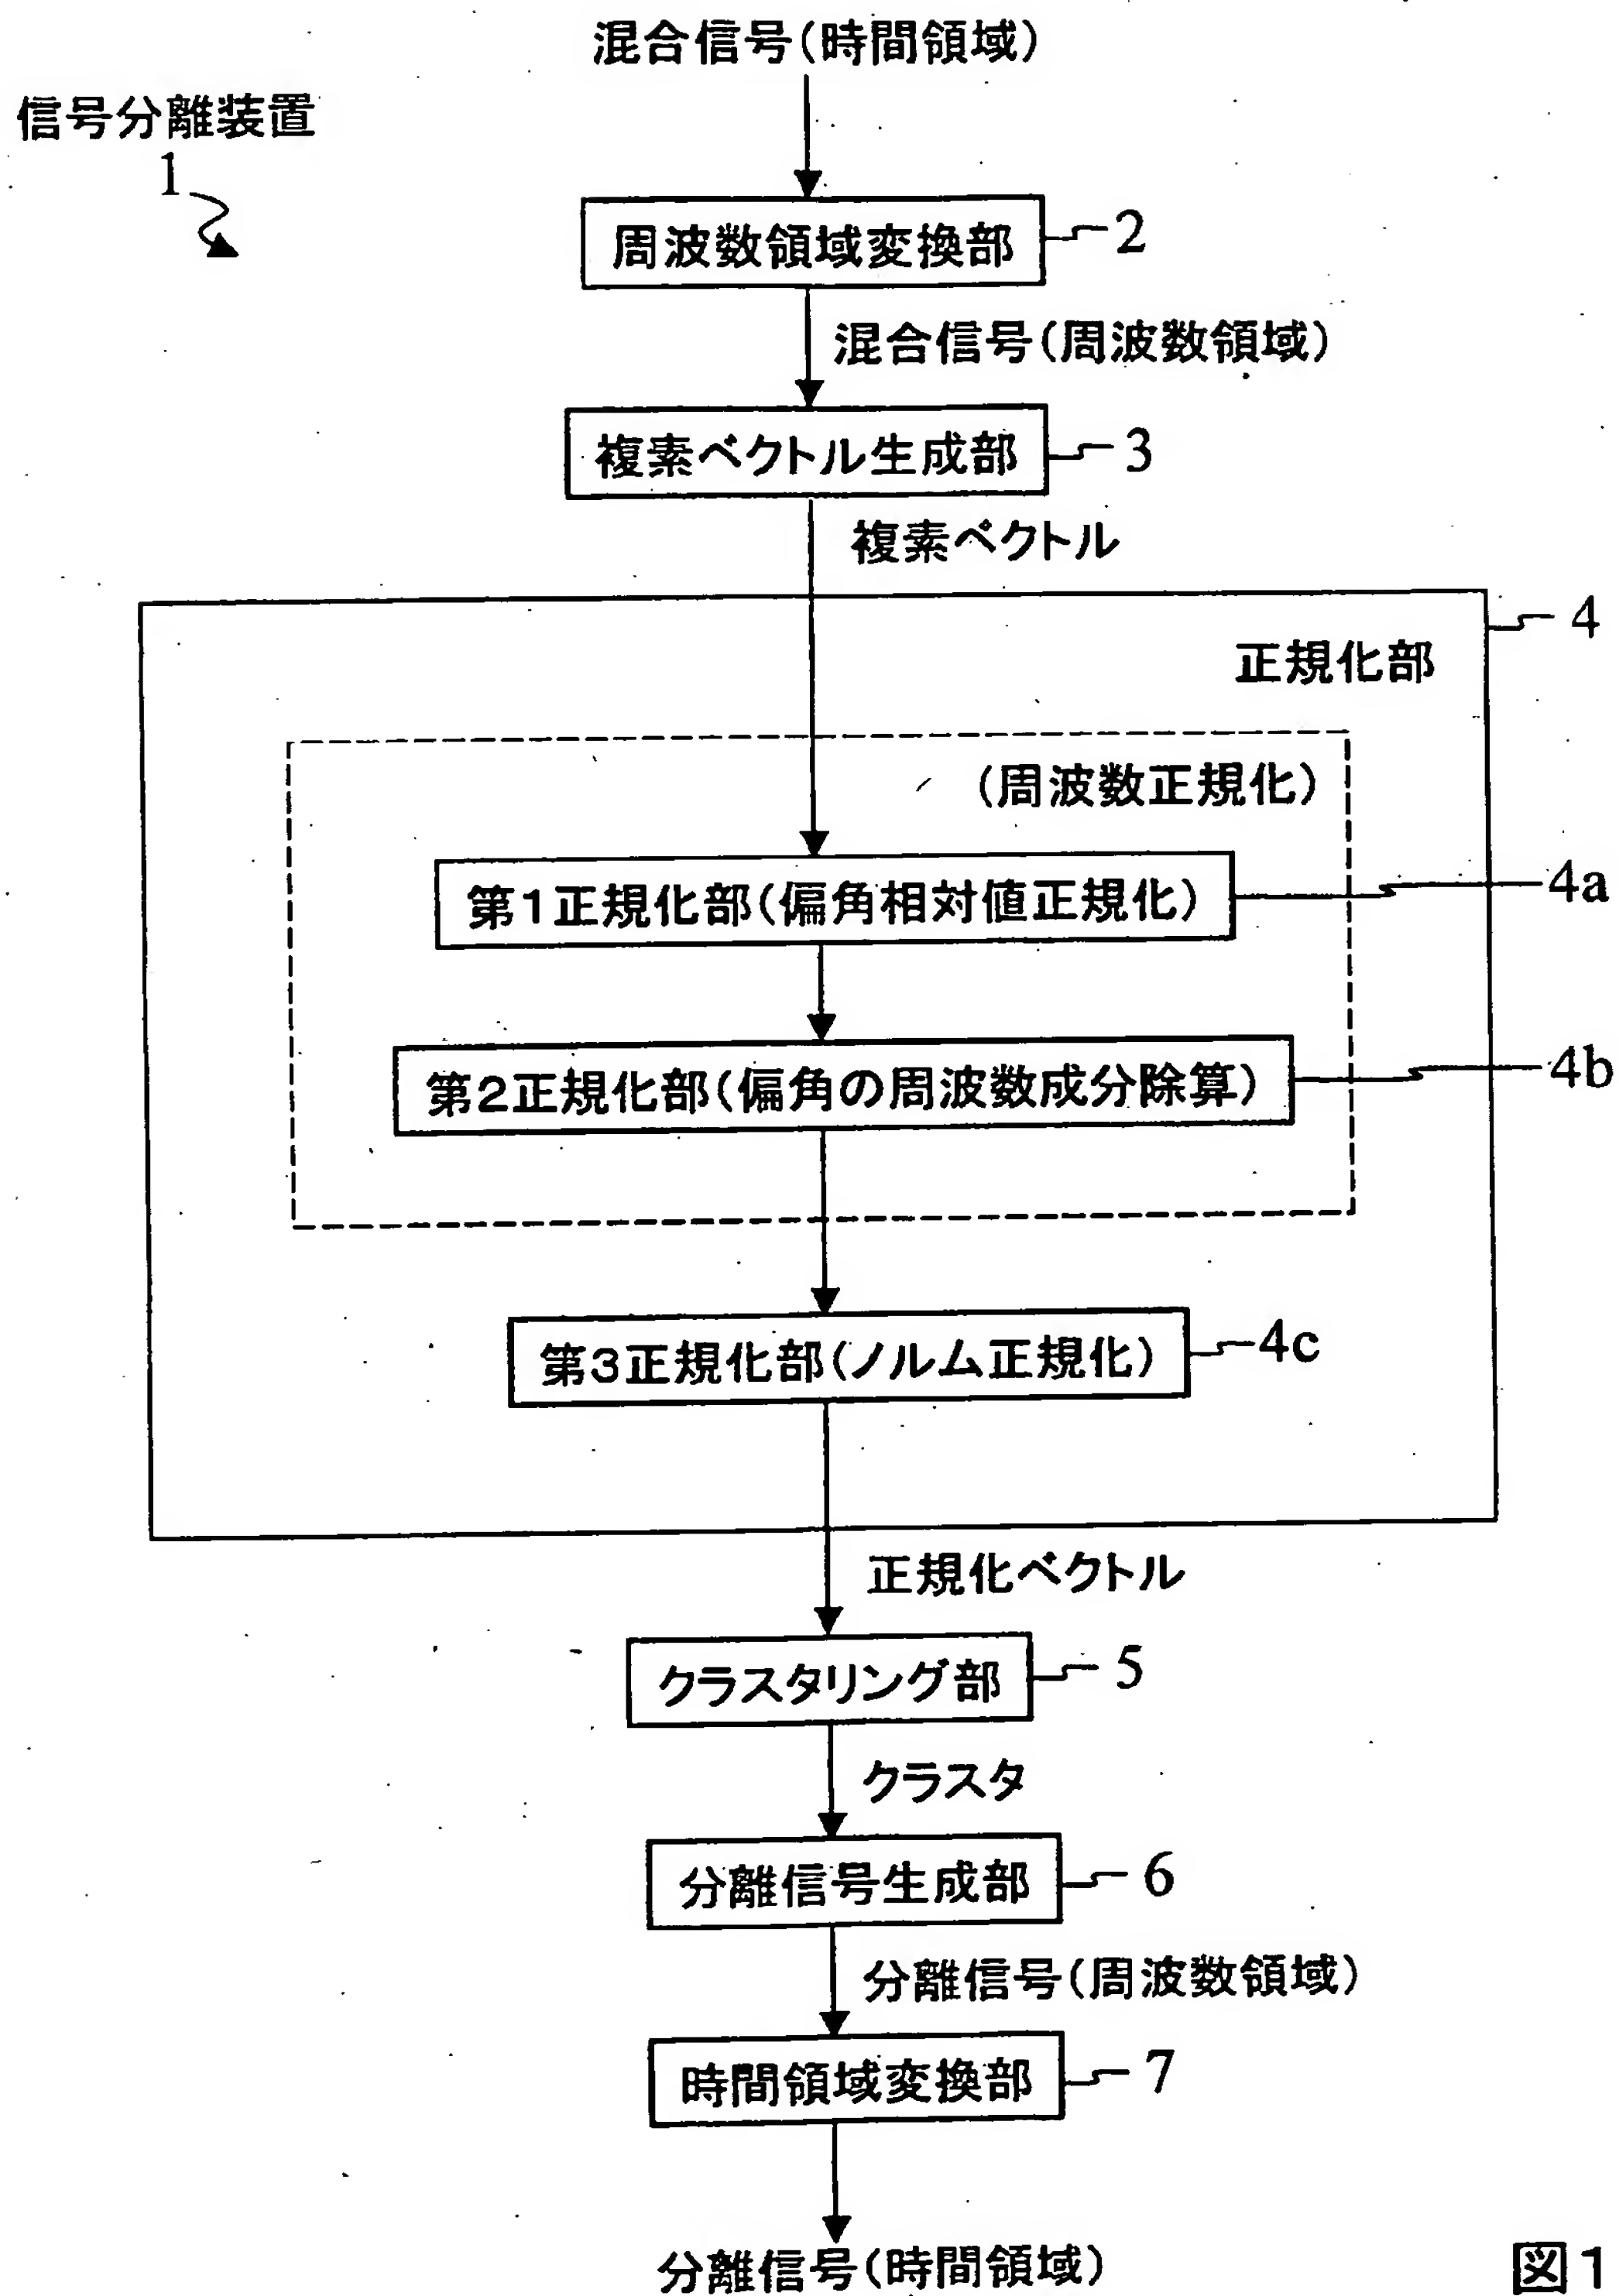 混合信号(時間領域)
信号分離装置
1
周波数領域変換部
2
混合信号(周波数領域)
複素ベクトル生成部
3
複素ベクトル
4
正規化部
(周波数正規化)
第1正規化部(偏角相対値正規化)
4a
第2正規化部(偏角の周波数成分除算)
4b
第3正規化部(ノルム正規化)
4c
正規化ベクトル
クラスタリング部
5
クラスタ
分離信号生成部
6
分離信号(周波数領域)
時間領域変換部
7
分離信号(時間領域)
図1